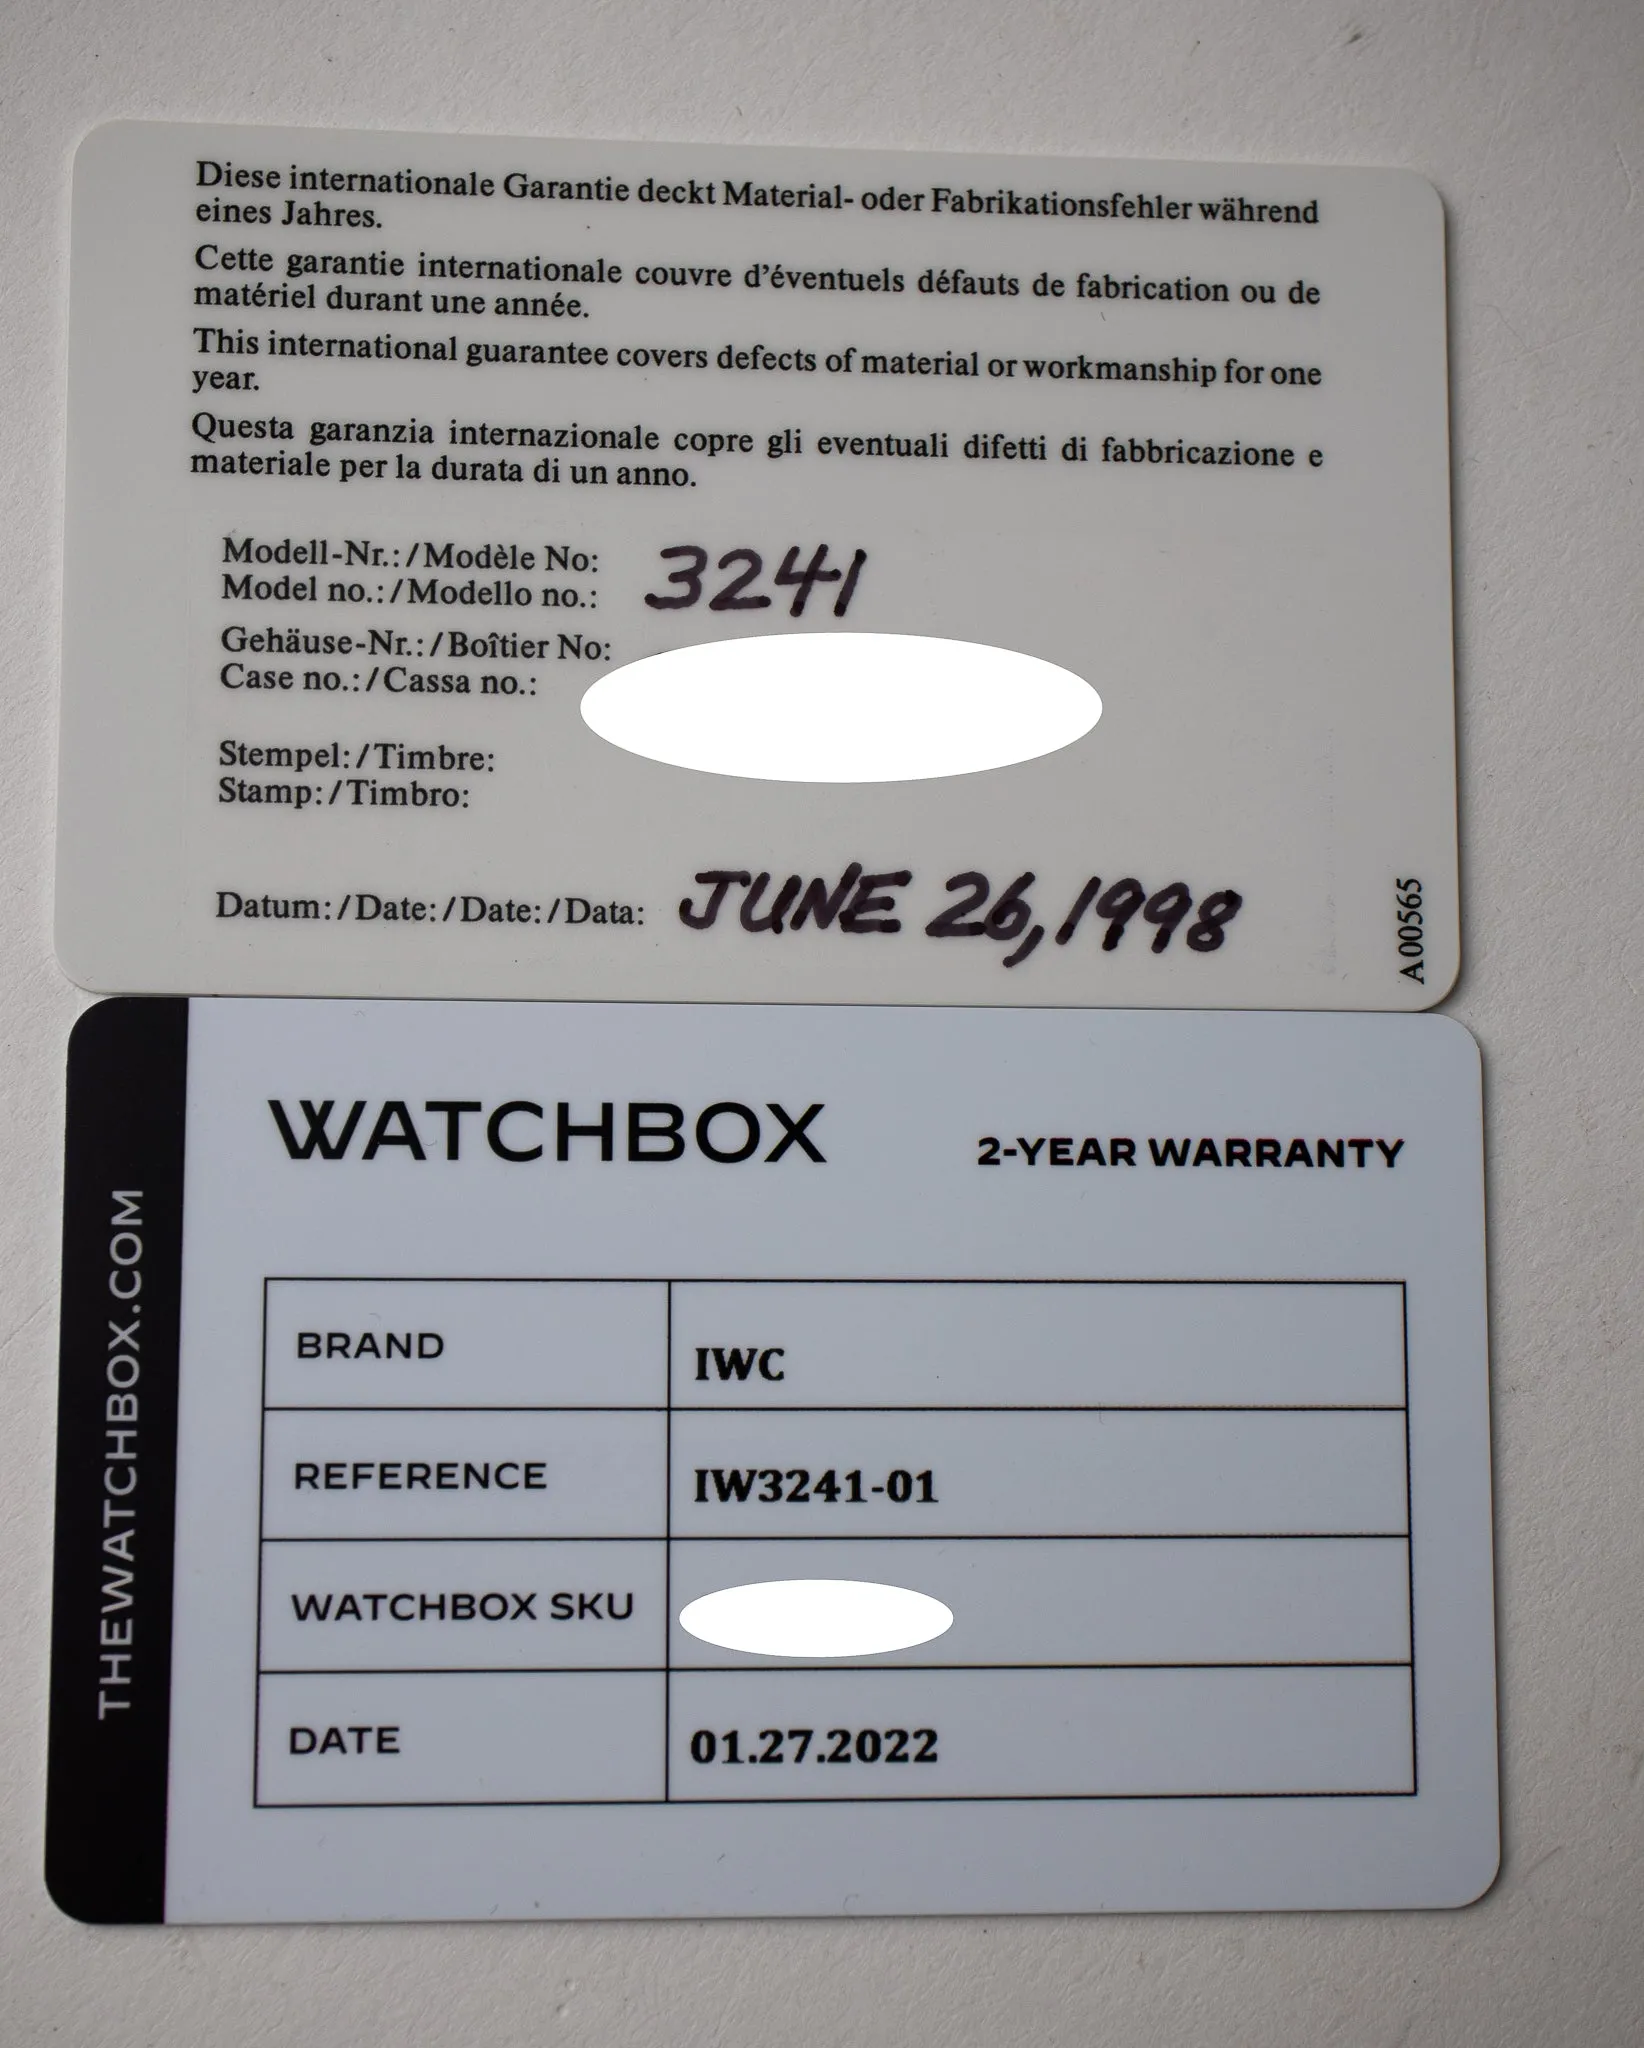 Diese internationale Garantie deckt Material- oder Fabrikationsfehler während
eines Jahres.
Cette garantie internationale couvre d'éventuels défauts de fabrication ou de
matériel durant une année.
This international guarantee covers defects of material or workmanship for one
year.
Questa garanzia internazionale copre gli eventuali difetti di fabbricazione e
materiale per la durata di un anno.
Modell-Nr.:/Modèle No:
Model no.:/Modello no.:
3241
Gehäuse-Nr.:/Boîtier No:
Case no.:/Cassa no.:
Stempel:/Timbre:
Stamp:/Timbro:
Datum:/Date:/Date:/Data: JUNE 26,1998
A00565
THEWATCHBOX.COM
WATCHBOX
2-YEAR WARRANTY
BRAND IWC
REFERENCE IW3241-01
WATCHBOX SKU
DATE 01.27.2022